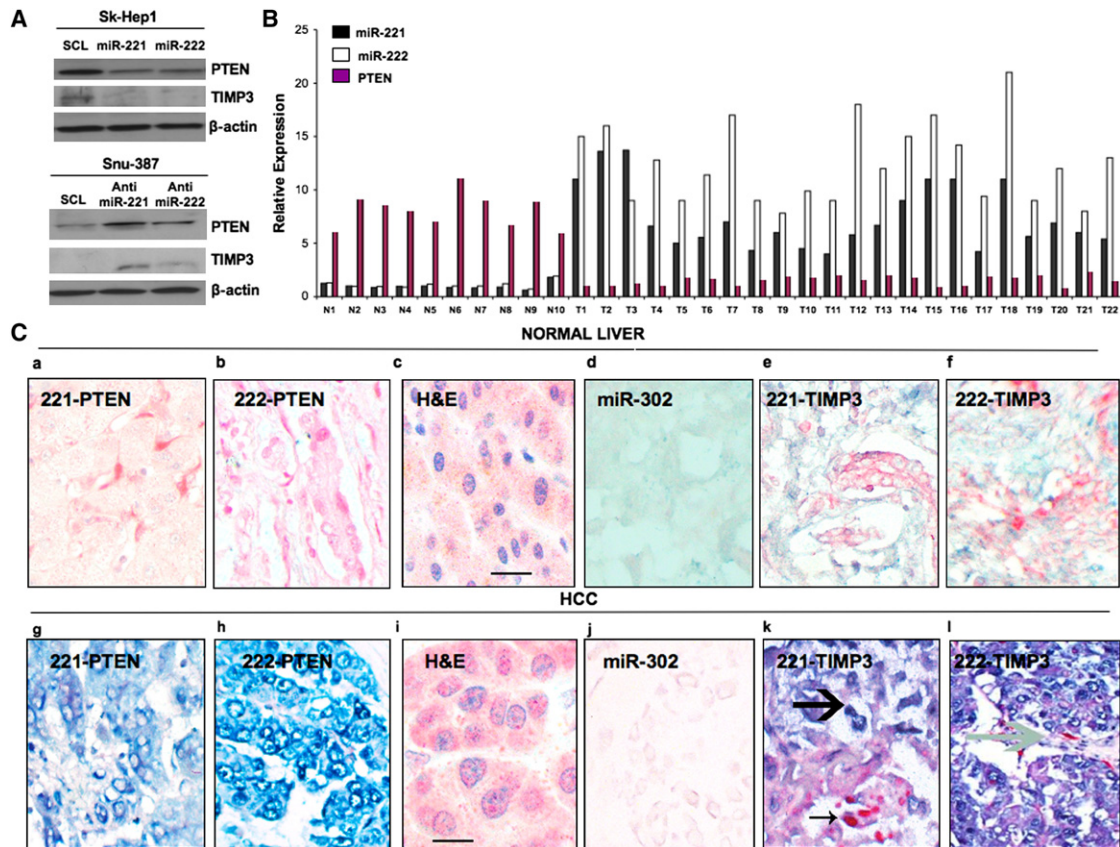 A
Sk-Hep1
SCL miR-221 miR-222
PTEN
TIMP3
β-actin
Snu-387
SCL Anti miR-221 Anti miR-222
PTEN
TIMP3
β-actin
B
miR-221
miR-222
PTEN
Relative Expression
25
20
15
10
5
0
N1 N2 N3 N4 N5 N6 N7 N8 N9 N10 T1 T2 T3 T4 T5 T6 T7 T8 T9 T10 T11 T12 T13 T14 T15 T16 T17 T18 T19 T20 T21 T22
C
NORMAL LIVER
a b c d e f
221-PTEN 222-PTEN H&E miR-302 221-TIMP3 222-TIMP3
HCC
g h i j k l
221-PTEN 222-PTEN H&E miR-302 221-TIMP3 222-TIMP3